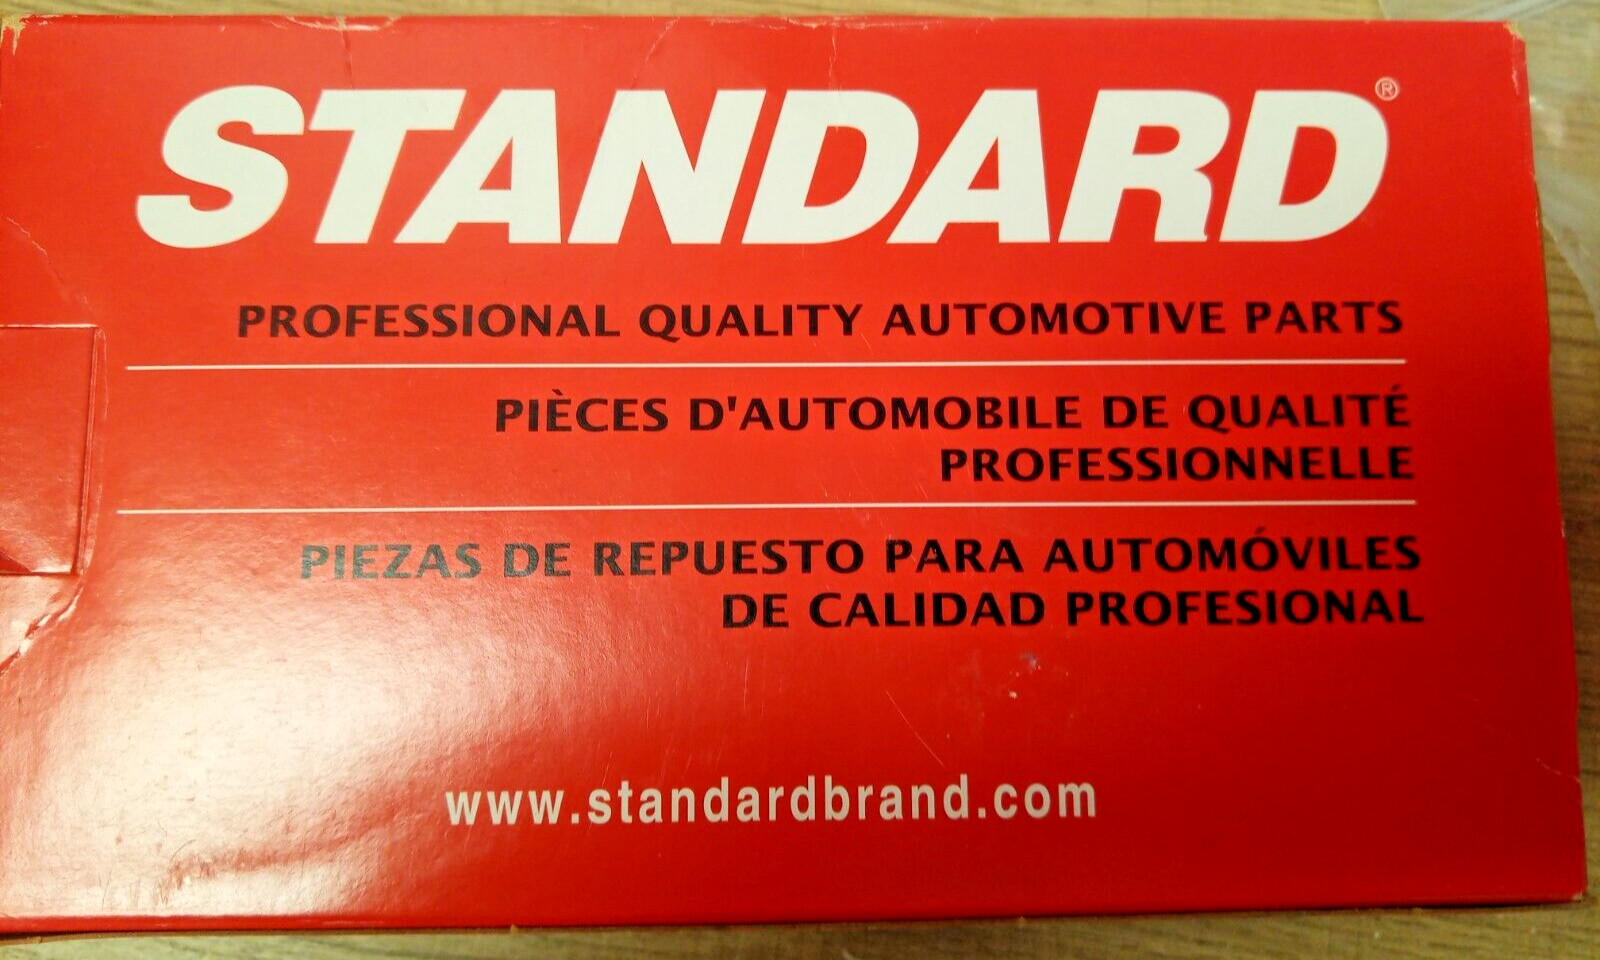 STANDARD®
PROFESSIONAL QUALITY AUTOMOTIVE PARTS
PIÈCES D'AUTOMOBILE DE QUALITÉ
PROFESSIONNELLE
PIEZAS DE REPUESTO PARA AUTOMÓVILES
DE CALIDAD PROFESIONAL
www.standardbrand.com